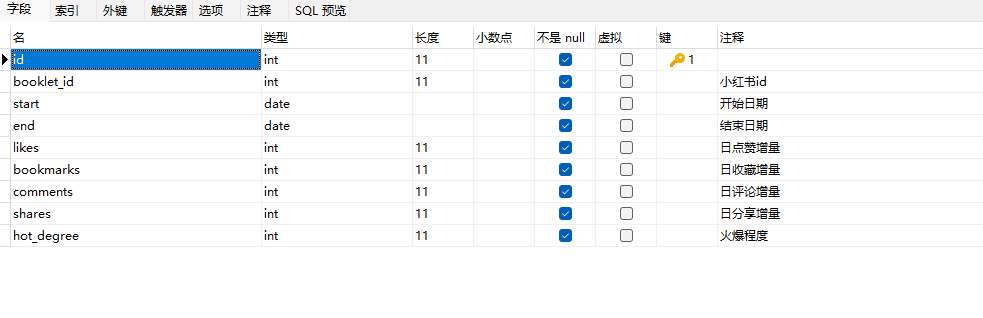 字段 索引 外键 触发器 选项 注释 SQL 预览
名 类型 长度 小数点 不是 null 虚拟 键 注释
id int 11 1
booklet_id int 11 小红书id
start date 开始日期
end date 结束日期
likes int 11 日点赞增量
bookmarks int 11 日收藏增量
comments int 11 日评论增量
shares int 11 日分享增量
hot_degree int 11 火爆程度